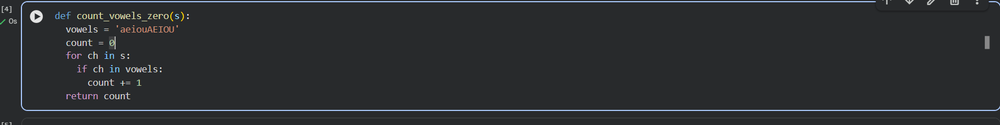 [4]
0s
def count_vowels_zero(s):
  vowels = 'aeiouAEIOU'
  count = 0
  for ch in s:
    if ch in vowels:
      count += 1
  return count